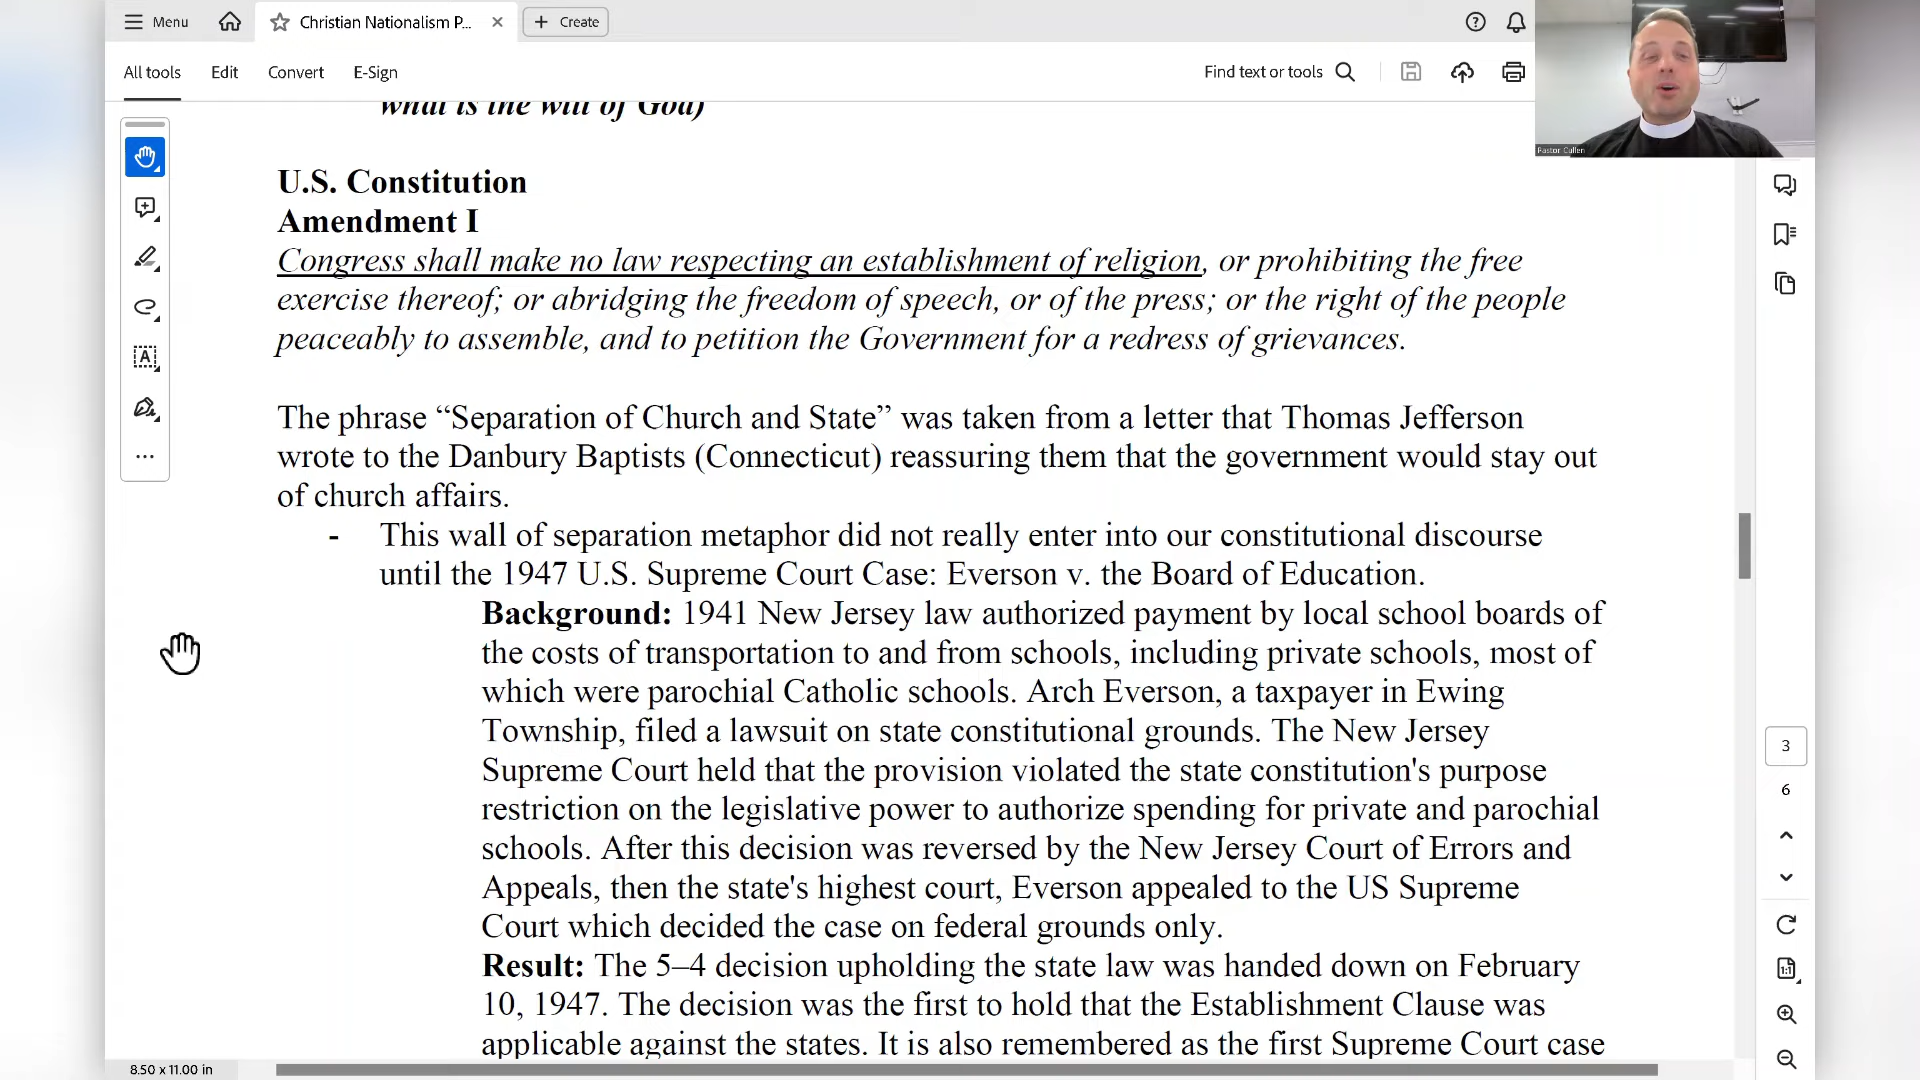 Menu
Christian Nationalism P...
Create
All tools
Edit
Convert
E-Sign
Find text or tools
Pastor Cullen
what is the will of God)
U.S. Constitution
Amendment I
Congress shall make no law respecting an establishment of religion, or prohibiting the free
exercise thereof; or abridging the freedom of speech, or of the press; or the right of the people
peaceably to assemble, and to petition the Government for a redress of grievances.
The phrase “Separation of Church and State” was taken from a letter that Thomas Jefferson
wrote to the Danbury Baptists (Connecticut) reassuring them that the government would stay out
of church affairs.
- This wall of separation metaphor did not really enter into our constitutional discourse
until the 1947 U.S. Supreme Court Case: Everson v. the Board of Education.
Background: 1941 New Jersey law authorized payment by local school boards of
the costs of transportation to and from schools, including private schools, most of
which were parochial Catholic schools. Arch Everson, a taxpayer in Ewing
Township, filed a lawsuit on state constitutional grounds. The New Jersey
Supreme Court held that the provision violated the state constitution's purpose
restriction on the legislative power to authorize spending for private and parochial
schools. After this decision was reversed by the New Jersey Court of Errors and
Appeals, then the state's highest court, Everson appealed to the US Supreme
Court which decided the case on federal grounds only.
Result: The 5–4 decision upholding the state law was handed down on February
10, 1947. The decision was the first to hold that the Establishment Clause was
applicable against the states. It is also remembered as the first Supreme Court case
3
6
1:1
8.50 x 11.00 in